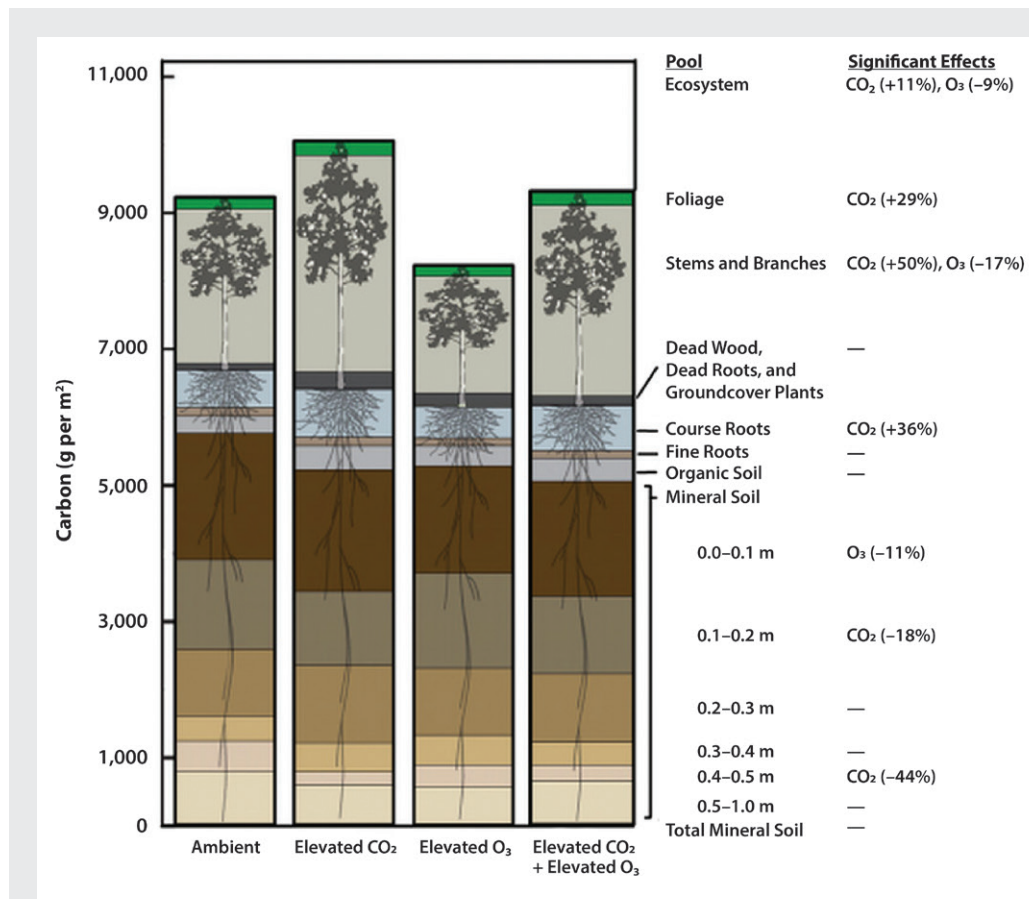 11,000
9,000
7,000
5,000
3,000
1,000
0
Carbon (g per m²)
Ambient
Elevated CO₂
Elevated O₃
Elevated CO₂
+ Elevated O₃
Pool Significant Effects
Ecosystem CO₂ (+11%), O₃ (–9%)
Foliage CO₂ (+29%)
Stems and Branches CO₂ (+50%), O₃ (–17%)
Dead Wood, —
Dead Roots, and
Groundcover Plants
Course Roots CO₂ (+36%)
Fine Roots —
Organic Soil —
Mineral Soil
0.0–0.1 m O₃ (–11%)
0.1–0.2 m CO₂ (–18%)
0.2–0.3 m —
0.3–0.4 m —
0.4–0.5 m CO₂ (–44%)
0.5–1.0 m —
Total Mineral Soil —